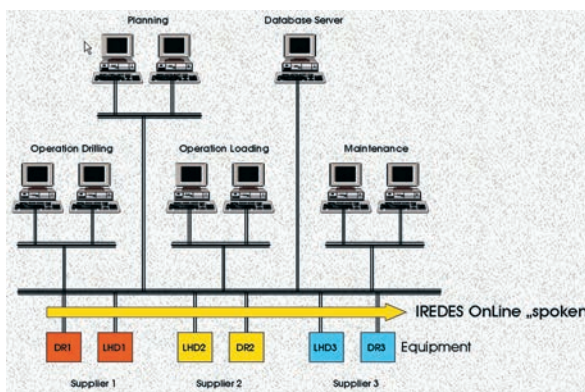 Planning Database Server
Operation Drilling Operation Loading Maintenance
IREDES OnLine „spoken
DR1 LHD1 LHD2 DR2 LHD3 DR3 Equipment
Supplier 1 Supplier 2 Supplier 3